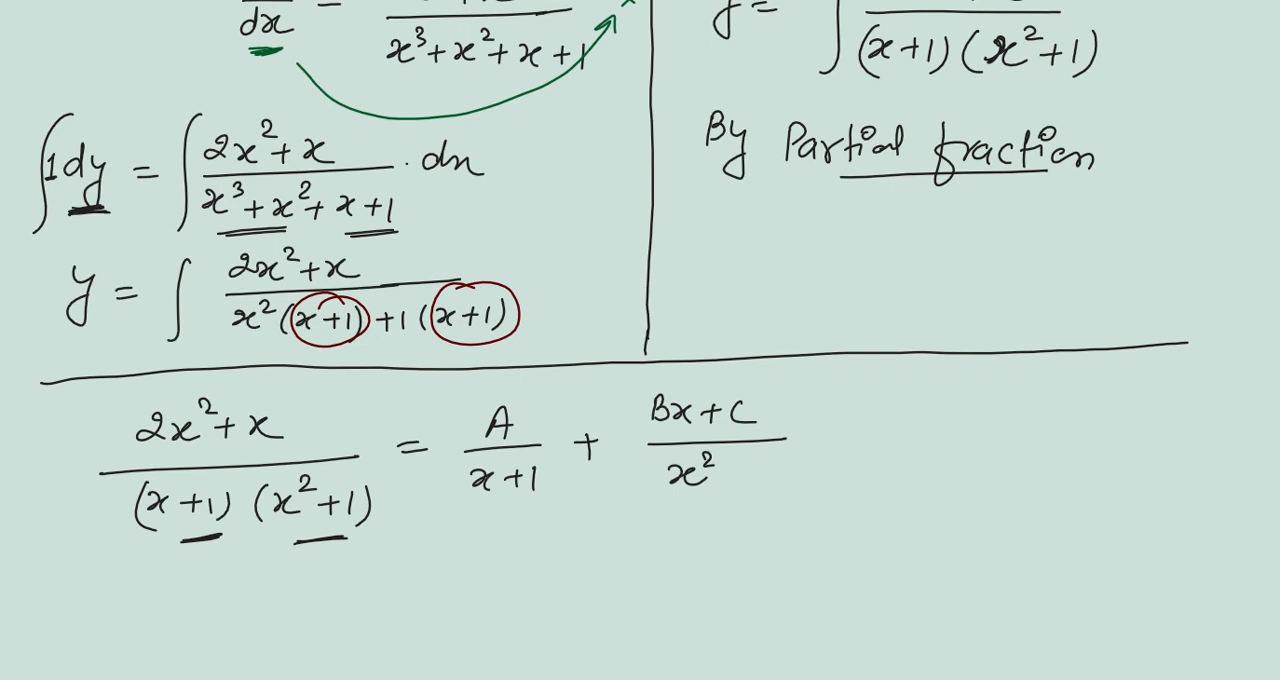 dx = x³+x²+x+1
∫1dy = ∫ (2x²+x)/(x³+x²+x+1) . dx
y = ∫ (2x²+x)/(x²(x+1)+1(x+1))
y = ∫ /((x+1)(x²+1))
By Partial fraction
(2x²+x)/((x+1)(x²+1)) = A/(x+1) + (Bx+C)/x²